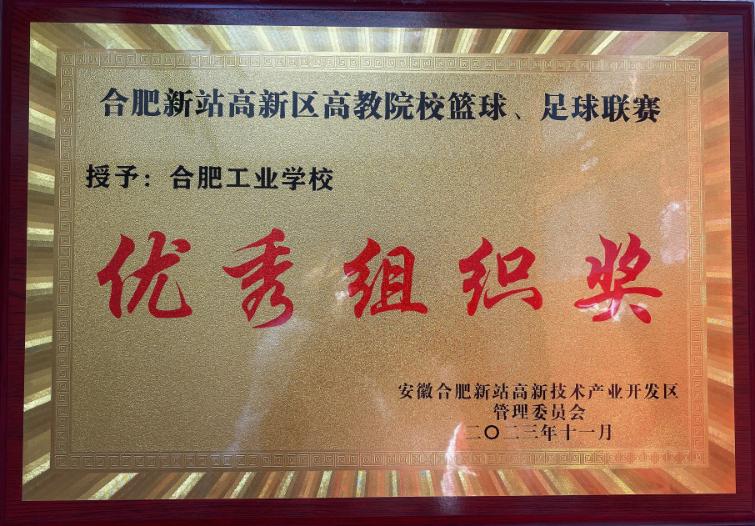 合肥新站高新区高教院校篮球、足球联赛
授予：合肥工业学校
优秀组织奖
安徽合肥新站高新技术产业开发区
管理委员会
二〇二三年十一月